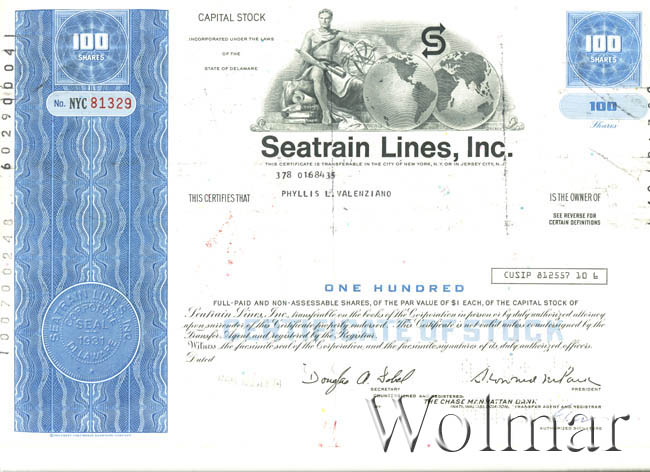 100
SHARES
No. NYC 81329
CAPITAL STOCK
INCORPORATED UNDER THE LAWS
OF THE
STATE OF DELAWARE
S
100
SHARES
100
Shares
Seatrain Lines, Inc.
THIS CERTIFICATE IS TRANSFERABLE IN THE CITY OF NEW YORK, N.Y. OR IN JERSEY CITY, N.J.
378 0168435
THIS CERTIFIES THAT
PHYLLIS L. VALENZIANO
IS THE OWNER OF
SEE REVERSE FOR
CERTAIN DEFINITIONS
CUSIP 812557 10 6
ONE HUNDRED
FULL-PAID AND NON-ASSESSABLE SHARES, OF THE PAR VALUE OF $1 EACH, OF THE CAPITAL STOCK OF
Seatrain Lines, Inc. transferable on the books of the Corporation in person or by duly authorized attorney
upon surrender of this Certificate properly endorsed. This Certificate is not valid unless countersigned by the
Transfer Agent and registered by the Registrar.
Witness the facsimile seal of the Corporation and the facsimile signatures of its duly authorized officers.
Dated
SECRETARY
PRESIDENT
COUNTERSIGNED AND REGISTERED:
THE CHASE MANHATTAN BANK
(NATIONAL ASSOCIATION)
TRANSFER AGENT AND REGISTRAR
AUTHORIZED SIGNATURE
SEATRAIN LINES, INC.
SEAL
1931
DELAWARE
Wolmar